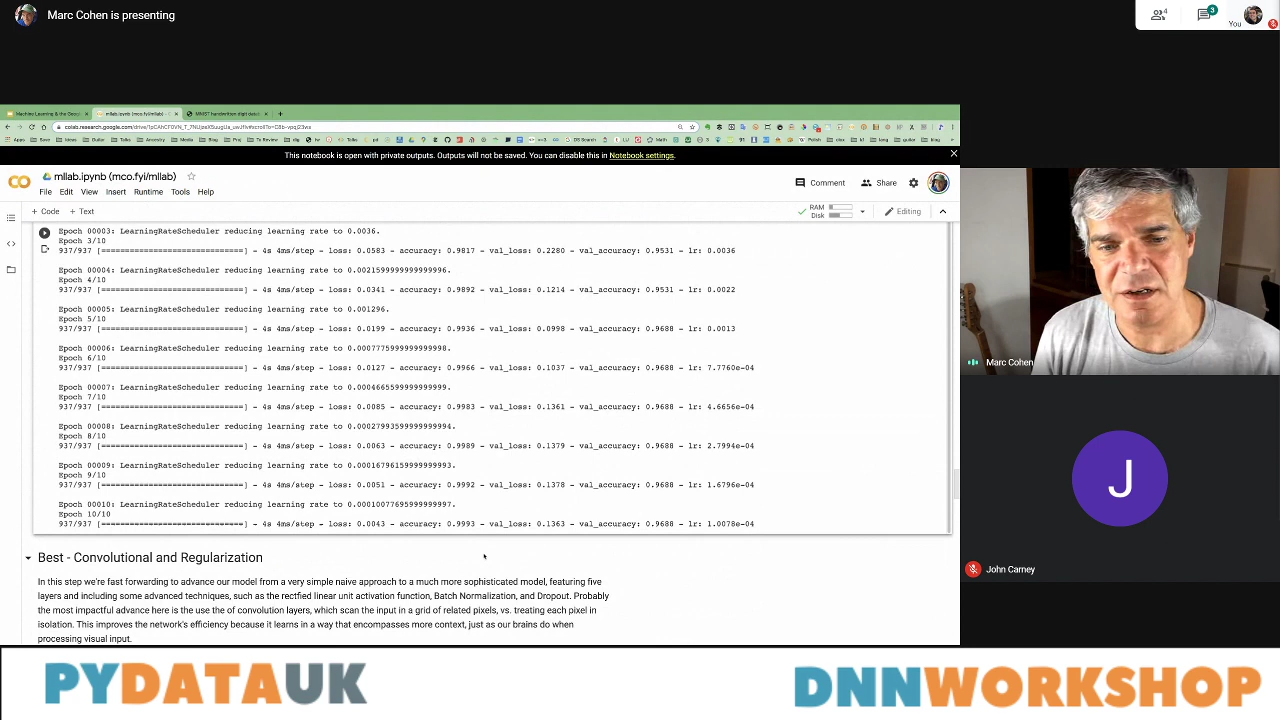 Marc Cohen is presenting
4
3
You
Machine Learning & the Googl
mllab.ipynb (mco.fyi/mllab) - C
MNIST handwritten digit datab
This notebook is open with private outputs. Outputs will not be saved. You can disable this in Notebook settings.
mllab.ipynb (mco.fyi/mllab)
File Edit View Insert Runtime Tools Help
Comment
Share
+ Code + Text
RAM
Disk
Editing
Epoch 00003: LearningRateScheduler reducing learning rate to 0.0036.
Epoch 3/10
937/937 [==============================] - 4s 4ms/step - loss: 0.0583 - accuracy: 0.9817 - val_loss: 0.2280 - val_accuracy: 0.9531 - lr: 0.0036
Epoch 00004: LearningRateScheduler reducing learning rate to 0.0021599999999999996.
Epoch 4/10
937/937 [==============================] - 4s 4ms/step - loss: 0.0341 - accuracy: 0.9892 - val_loss: 0.1214 - val_accuracy: 0.9531 - lr: 0.0022
Epoch 00005: LearningRateScheduler reducing learning rate to 0.001296.
Epoch 5/10
937/937 [==============================] - 4s 4ms/step - loss: 0.0199 - accuracy: 0.9936 - val_loss: 0.0998 - val_accuracy: 0.9688 - lr: 0.0013
Epoch 00006: LearningRateScheduler reducing learning rate to 0.0007775999999999998.
Epoch 6/10
937/937 [==============================] - 4s 4ms/step - loss: 0.0127 - accuracy: 0.9966 - val_loss: 0.1037 - val_accuracy: 0.9688 - lr: 7.7760e-04
Epoch 00007: LearningRateScheduler reducing learning rate to 0.0004665599999999999.
Epoch 7/10
937/937 [==============================] - 4s 4ms/step - loss: 0.0085 - accuracy: 0.9983 - val_loss: 0.1361 - val_accuracy: 0.9688 - lr: 4.6656e-04
Epoch 00008: LearningRateScheduler reducing learning rate to 0.00027993599999999994.
Epoch 8/10
937/937 [==============================] - 4s 4ms/step - loss: 0.0063 - accuracy: 0.9989 - val_loss: 0.1379 - val_accuracy: 0.9688 - lr: 2.7994e-04
Epoch 00009: LearningRateScheduler reducing learning rate to 0.00016796159999999993.
Epoch 9/10
937/937 [==============================] - 4s 4ms/step - loss: 0.0051 - accuracy: 0.9992 - val_loss: 0.1378 - val_accuracy: 0.9688 - lr: 1.6796e-04
Epoch 00010: LearningRateScheduler reducing learning rate to 0.00010077695999999997.
Epoch 10/10
937/937 [==============================] - 4s 4ms/step - loss: 0.0043 - accuracy: 0.9993 - val_loss: 0.1363 - val_accuracy: 0.9688 - lr: 1.0078e-04
Best - Convolutional and Regularization
In this step we're fast forwarding to advance our model from a very simple naive approach to a much more sophisticated model, featuring five
layers and including some advanced techniques, such as the rectfied linear unit activation function, Batch Normalization, and Dropout. Probably
the most impactful advance here is the use the of convolution layers, which scan the input in a grid of related pixels, vs. treating each pixel in
isolation. This improves the network's efficiency because it learns in a way that encompasses more context, just as our brains do when
processing visual input.
Marc Cohen
J
John Carney
PYDATAUK
DNNWORKSHOP